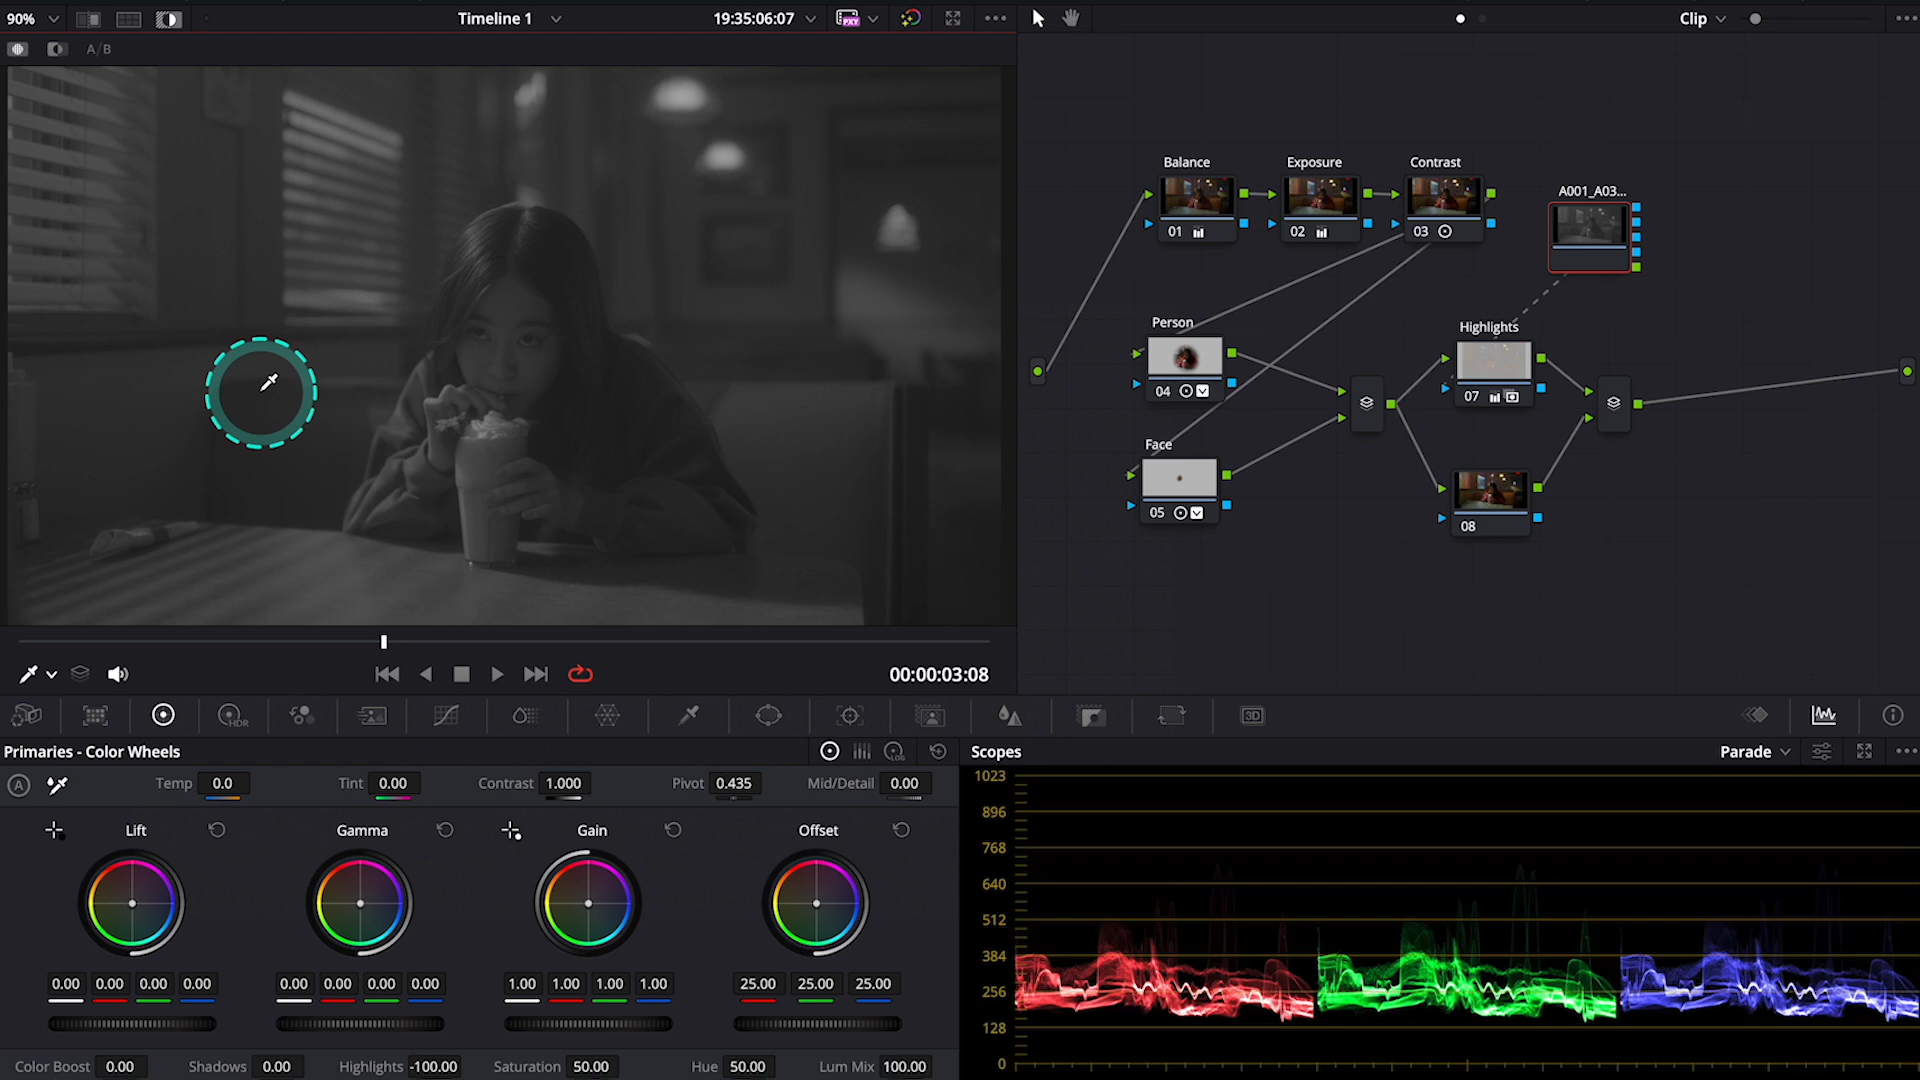 90%
Timeline 1
19:35:06:07
PXY
Clip
A/B
Balance
Exposure
Contrast
A001_A03...
01
02
03
Person
Highlights
04
07
Face
05
08
00:00:03:08
HDR
3D
Primaries - Color Wheels
LOG
Scopes
Parade
A
Temp 0.0
Tint 0.00
Contrast 1.000
Pivot 0.435
Mid/Detail 0.00
Lift
Gamma
Gain
Offset
0.00 0.00 0.00 0.00
0.00 0.00 0.00 0.00
1.00 1.00 1.00 1.00
25.00 25.00 25.00
Color Boost 0.00
Shadows 0.00
Highlights -100.00
Saturation 50.00
Hue 50.00
Lum Mix 100.00
1023
896
768
640
512
384
256
128
0